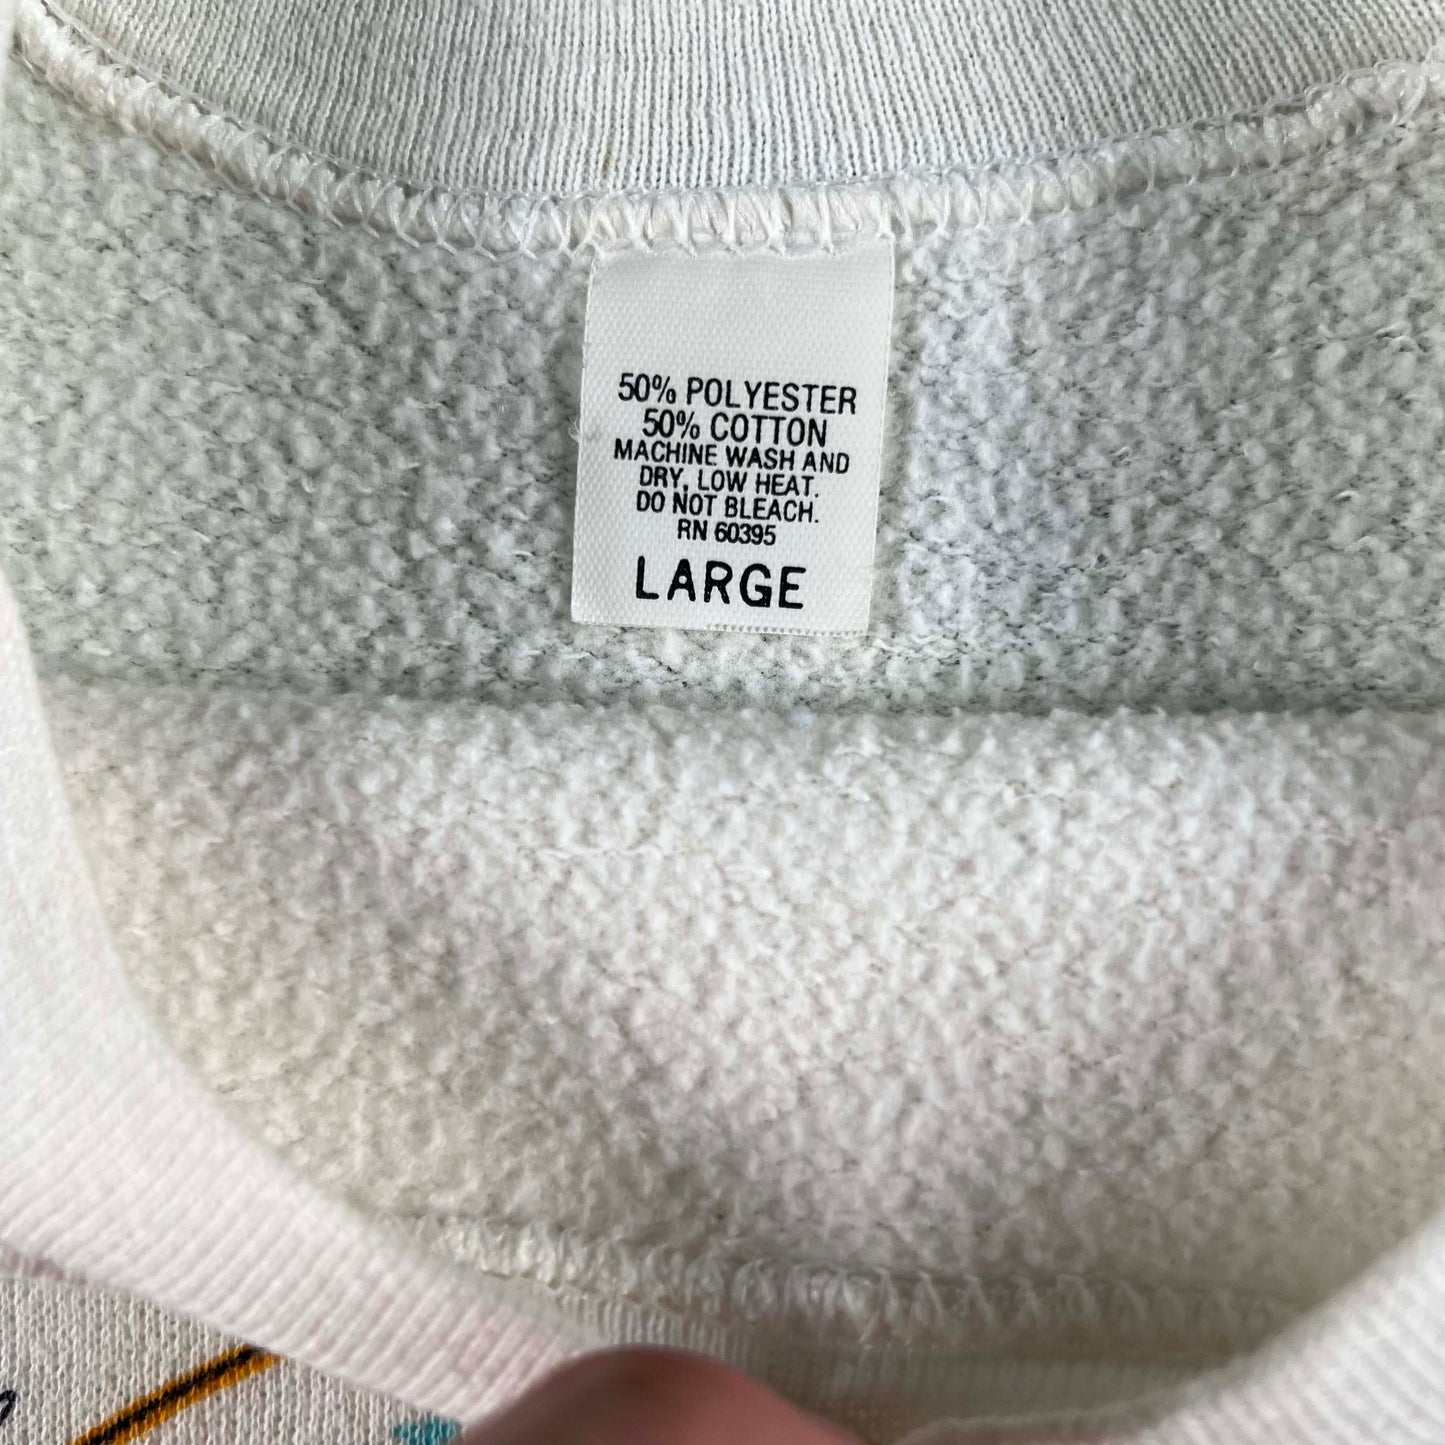 50% POLYESTER
50% COTTON
MACHINE WASH AND
DRY, LOW HEAT.
DO NOT BLEACH.
RN 60395
LARGE